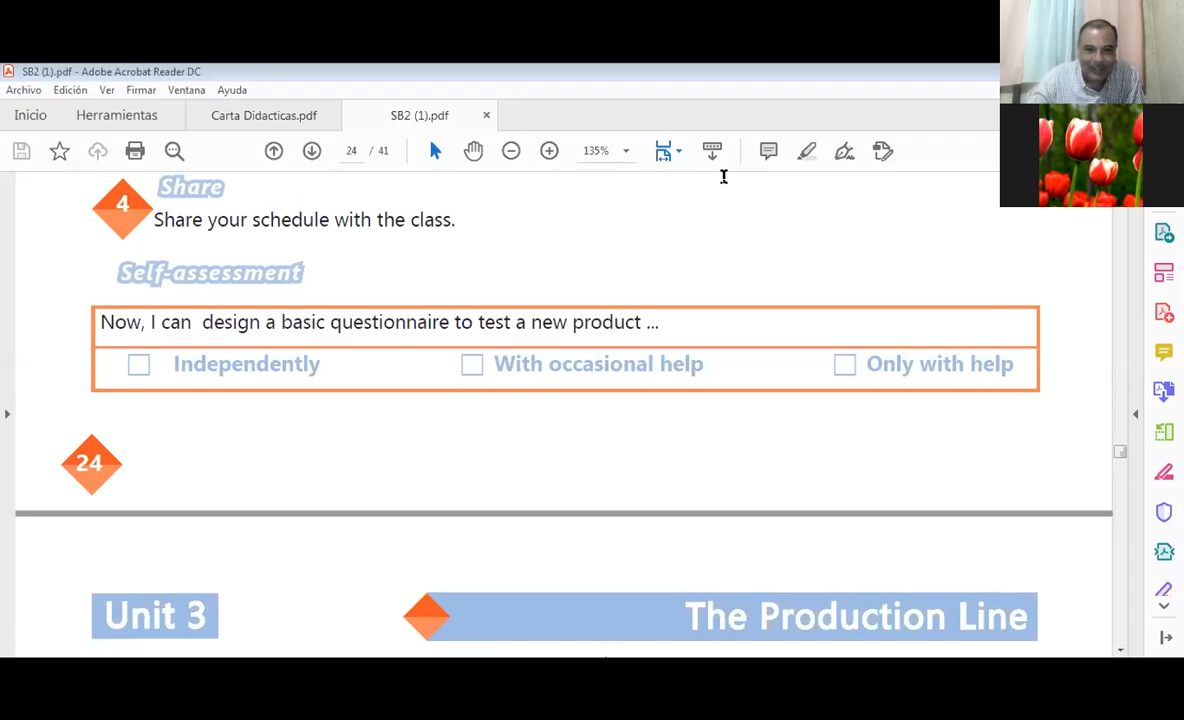 SB2 (1).pdf - Adobe Acrobat Reader DC
Archivo Edición Ver Firmar Ventana Ayuda
Inicio Herramientas Carta Didacticas.pdf SB2 (1).pdf ×
24 / 41 135%
4 Share
Share your schedule with the class.
Self-assessment
Now, I can design a basic questionnaire to test a new product ...
Independently With occasional help Only with help
24
Unit 3 The Production Line